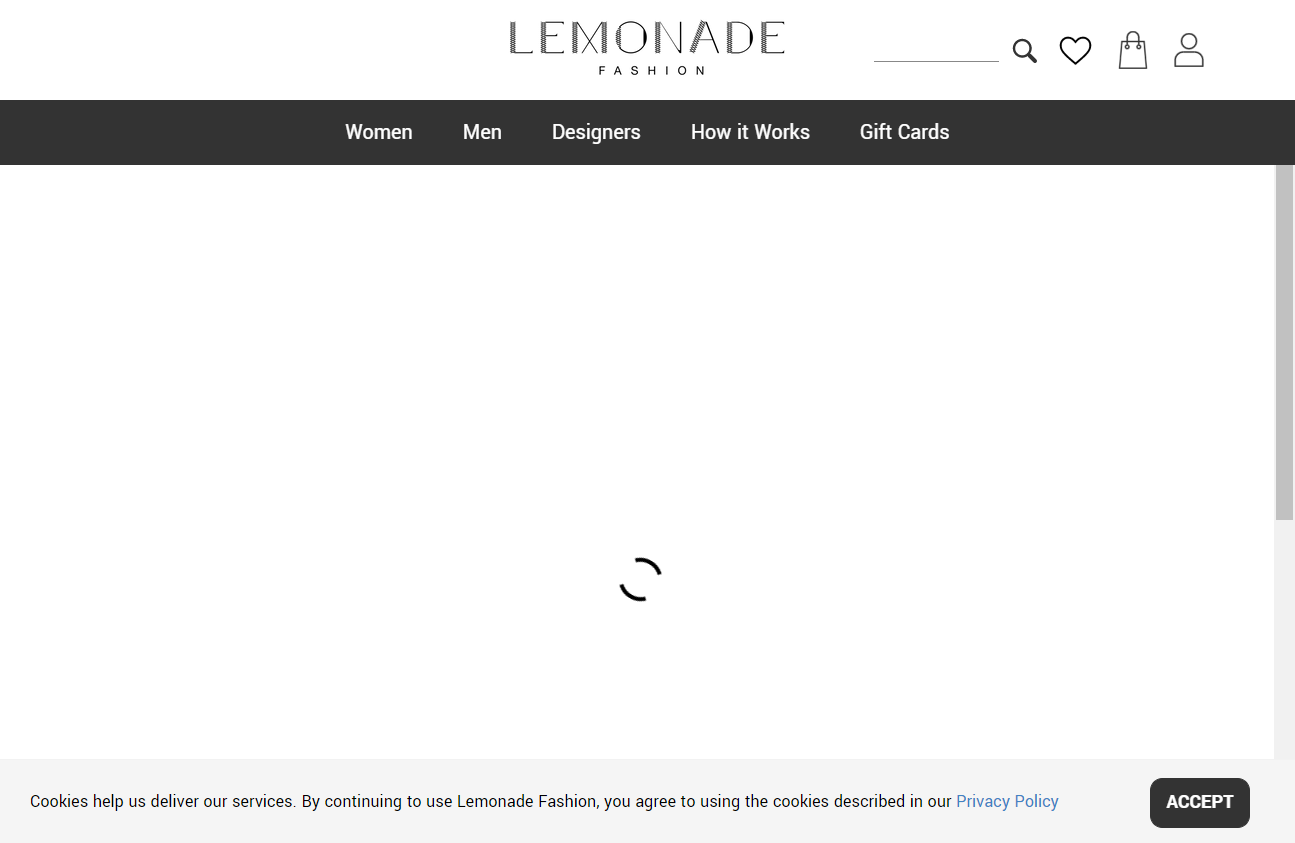 LEMONADE
FASHION
Women Men Designers How it Works Gift Cards
Cookies help us deliver our services. By continuing to use Lemonade Fashion, you agree to using the cookies described in our Privacy Policy
ACCEPT